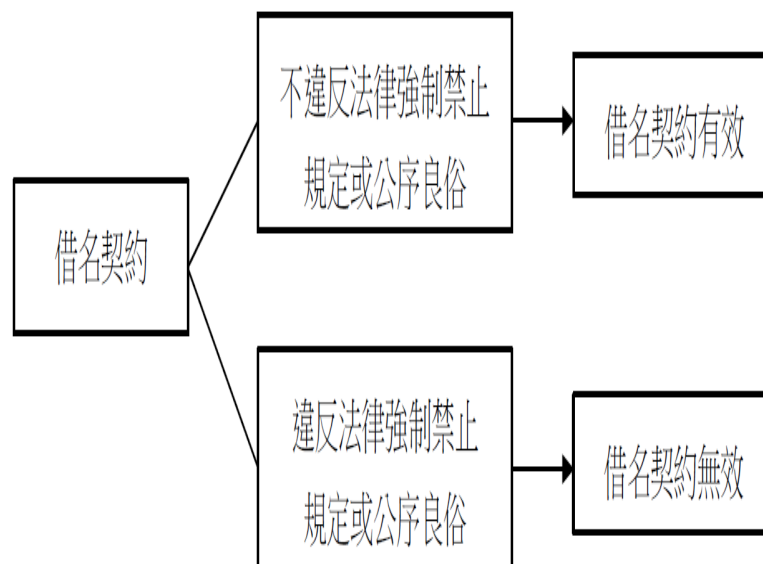 不違反法律強制禁止
規定或公序良俗
借名契約有效
借名契約
違反法律強制禁止
規定或公序良俗
借名契約無效